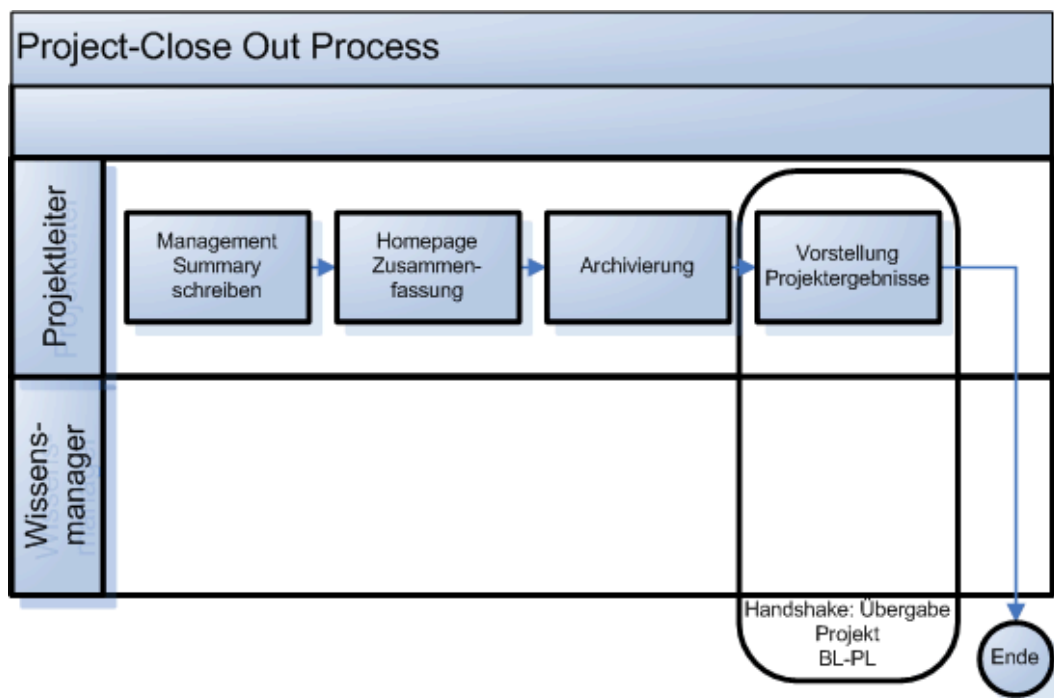 Project-Close Out Process
Projektleiter
Management
Summary
schreiben
Homepage
Zusammen-
fassung
Archivierung
Vorstellung
Projektergebnisse
Wissens-
manager
Handshake: Übergabe
Projekt
BL-PL
Ende